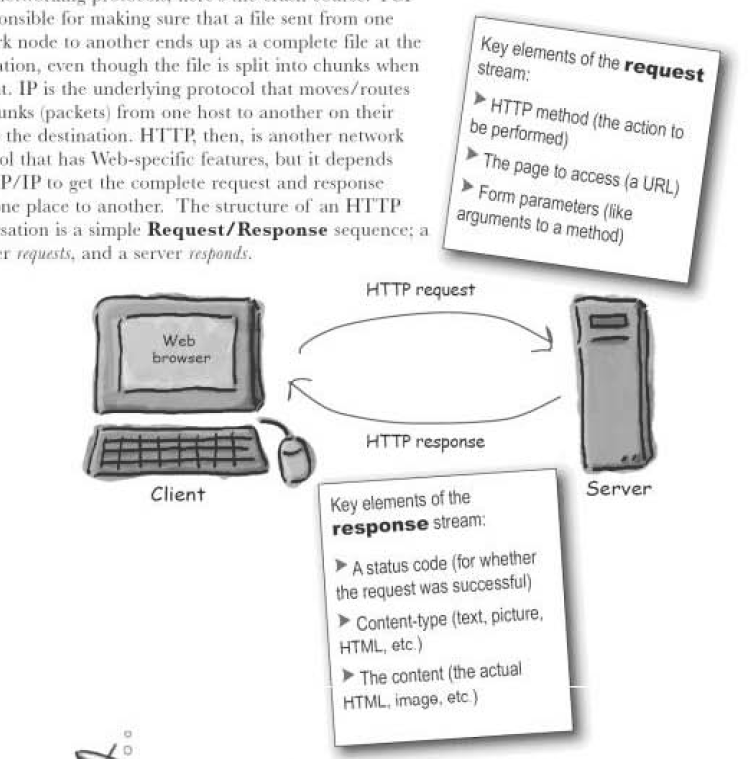 onsible for making sure that a file sent from one
k node to another ends up as a complete file at the
ation, even though the file is split into chunks when
t. IP is the underlying protocol that moves/routes
unks (packets) from one host to another on their
the destination. HTTP, then, is another network
ol that has Web-specific features, but it depends
P/IP to get the complete request and response
ne place to another. The structure of an HTTP
sation is a simple Request/Response sequence; a
er requests, and a server responds.
Key elements of the request
stream:
➤ HTTP method (the action to
be performed)
➤ The page to access (a URL)
➤ Form parameters (like
arguments to a method)
HTTP request
Web
browser
HTTP response
Client
Server
Key elements of the
response stream:
➤ A status code (for whether
the request was successful)
➤ Content-type (text, picture,
HTML, etc.)
➤ The content (the actual
HTML, image, etc.)